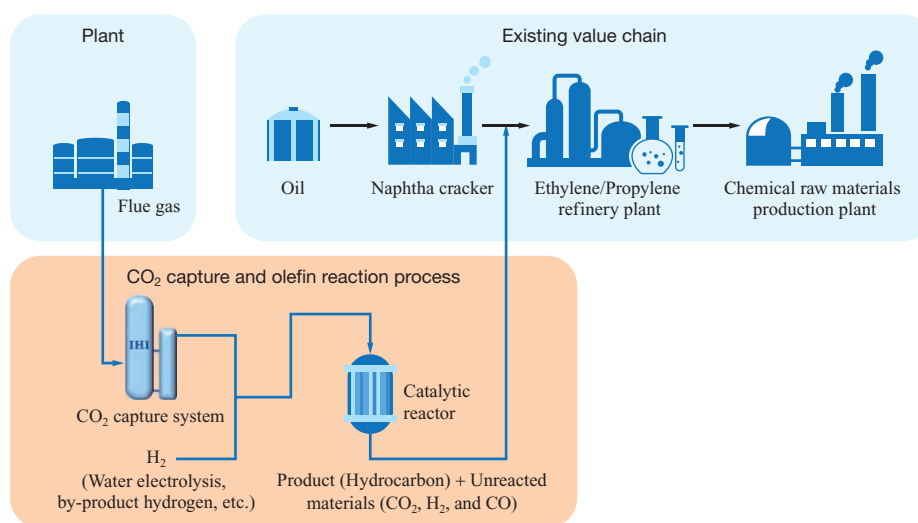 Plant
Existing value chain
Flue gas
Oil
Naphtha cracker
Ethylene/Propylene
refinery plant
Chemical raw materials
production plant
CO₂ capture and olefin reaction process
IHI
CO₂ capture system
H₂
(Water electrolysis,
by-product hydrogen, etc.)
Catalytic
reactor
Product (Hydrocarbon) + Unreacted
materials (CO₂, H₂, and CO)